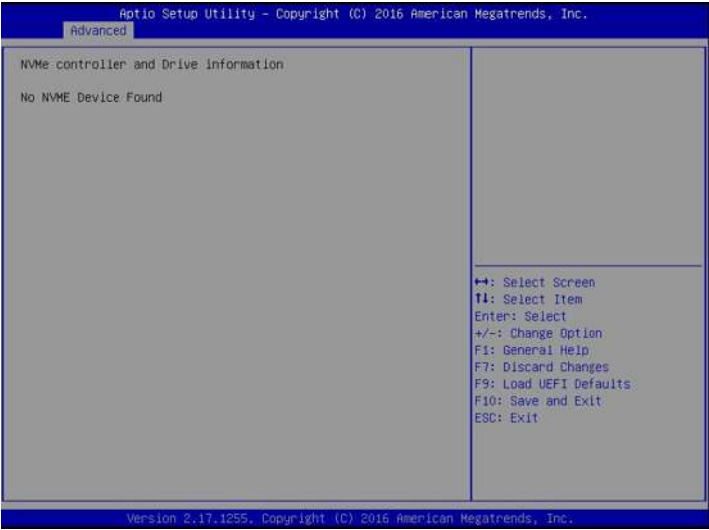 Aptio Setup Utility – Copyright (C) 2016 American Megatrends, Inc.
Advanced
NVMe controller and Drive information
No NVME Device Found
↔: Select Screen
↑↓: Select Item
Enter: Select
+/-: Change Option
F1: General Help
F7: Discard Changes
F9: Load UEFI Defaults
F10: Save and Exit
ESC: Exit
Version 2.17.1255. Copyright (C) 2016 American Megatrends, Inc.